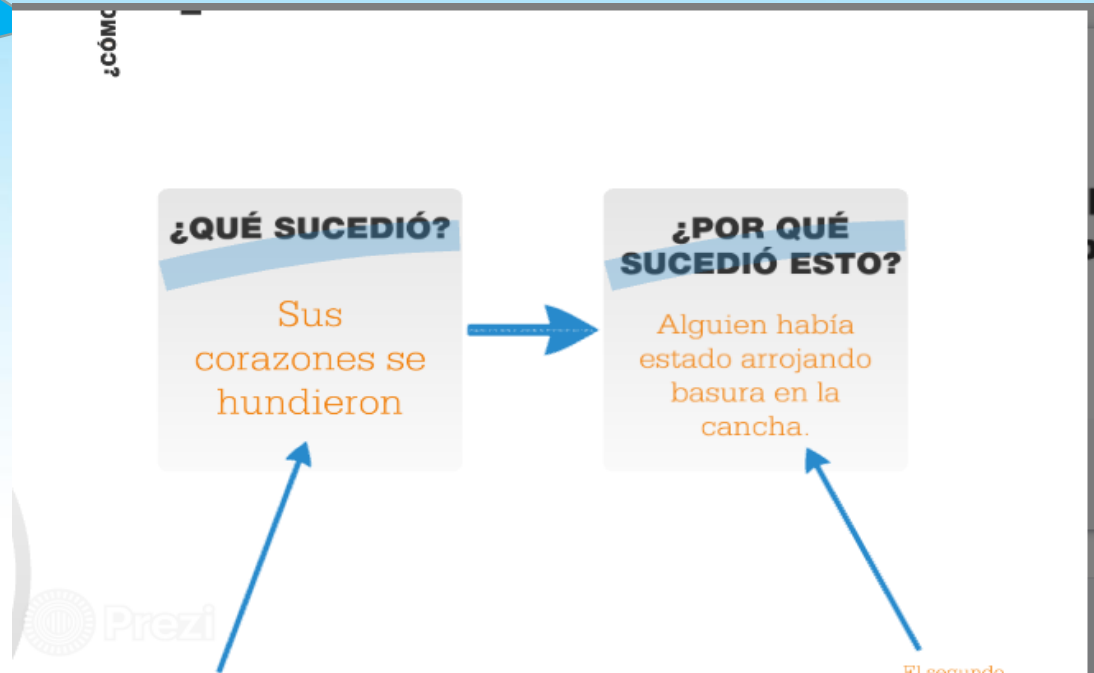 ¿CÓMO
¿QUÉ SUCEDIÓ?
Sus
corazones se
hundieron
¿POR QUÉ
SUCEDIÓ ESTO?
Alguien había
estado arrojando
basura en la
cancha.
El segundo
Prezi